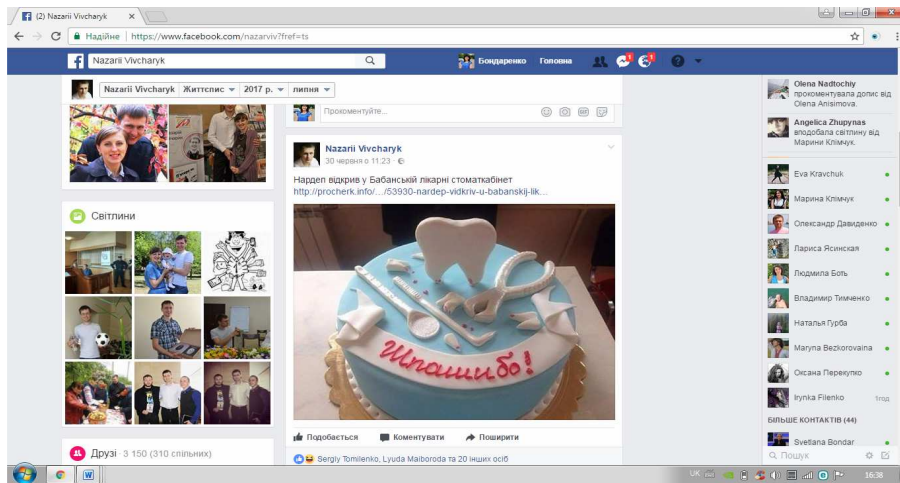 (2) Nazarii Vivcharyk
Надійне https://www.facebook.com/nazarviv?fref=ts
Nazarii Vivcharyk
Бондаренко Головна
1
1
Nazarii Vivcharyk Життєпис 2017 р. липня
Прокоментуйте...
Nazarii Vivcharyk
30 червня о 11:23
Нардеп відкрив у Бабанській лікарні стоматкабінет
http://procherk.info/.../53930-nardep-vidkriv-u-babanskij-lik...
Шпашибо!
Подобається Коментувати Поширити
Sergiy Tomilenko, Lyuda Maiboroda та 20 інших осіб
Світлини
Друзі · 3 150 (310 спільних)
Olena Nadtochiy
прокоментувала допис від
Olena Anisimova.
Angelica Zhupynas
вподобала світлину від
Марини Клімчук.
Eva Kravchuk
Марина Клімчук
Олександр Давиденко
Лариса Ясинская
Людмила Боть
Владимир Тимченко
Наталья Гурба
Maryna Bezkorovaina
Оксана Перекупко
Irynka Filenko 1год
БІЛЬШЕ КОНТАКТІВ (44)
Svetlana Bondar
Пошук
UK 16:38